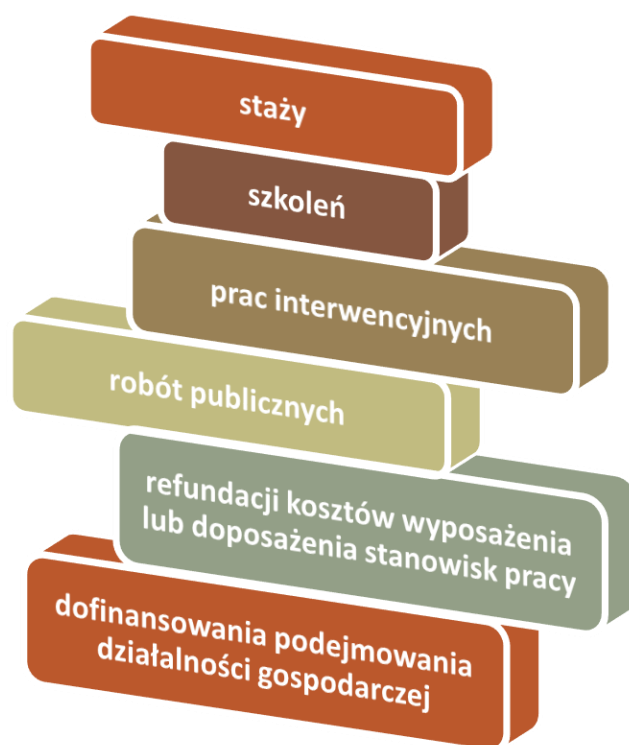 staży
szkoleń
prac interwencyjnych
robót publicznych
refundacji kosztów wyposażenia
lub doposażenia stanowisk pracy
dofinansowania podejmowania
działalności gospodarczej